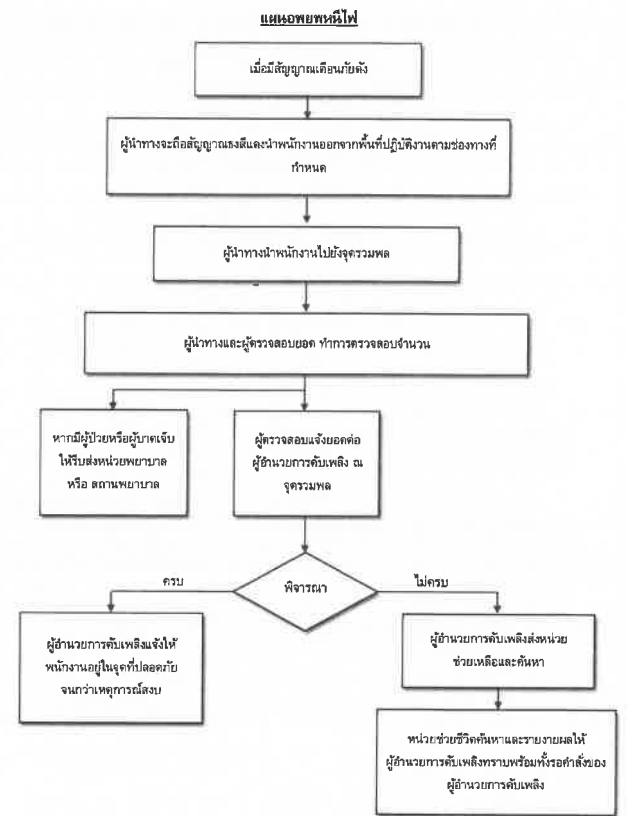 แผนอพยพหนีไฟ
เมื่อมีสัญญาณเตือนภัยดัง
ผู้นำทางจะถือสัญญาณธงสีแดงนำพนักงานออกจากพื้นที่ปฏิบัติงานตามช่องทางที่
กำหนด
ผู้นำทางนำพนักงานไปยังจุดรวมพล
ผู้นำทางและผู้ตรวจสอบยอด ทำการตรวจสอบจำนวน
หากมีผู้ป่วยหรือผู้บาดเจ็บ
ให้รีบส่งหน่วยพยาบาล
หรือ สถานพยาบาล
ผู้ตรวจสอบแจ้งยอดต่อ
ผู้อำนวยการดับเพลิง ณ
จุดรวมพล
พิจารณา
ครบ
ไม่ครบ
ผู้อำนวยการดับเพลิงแจ้งให้
พนักงานอยู่ในจุดที่ปลอดภัย
จนกว่าเหตุการณ์สงบ
ผู้อำนวยการดับเพลิงส่งหน่วย
ช่วยเหลือและค้นหา
หน่วยช่วยชีวิตค้นหาและรายงายผลให้
ผู้อำนวยการดับเพลิงทราบพร้อมทั้งรอคำสั่งของ
ผู้อำนวยการดับเพลิง